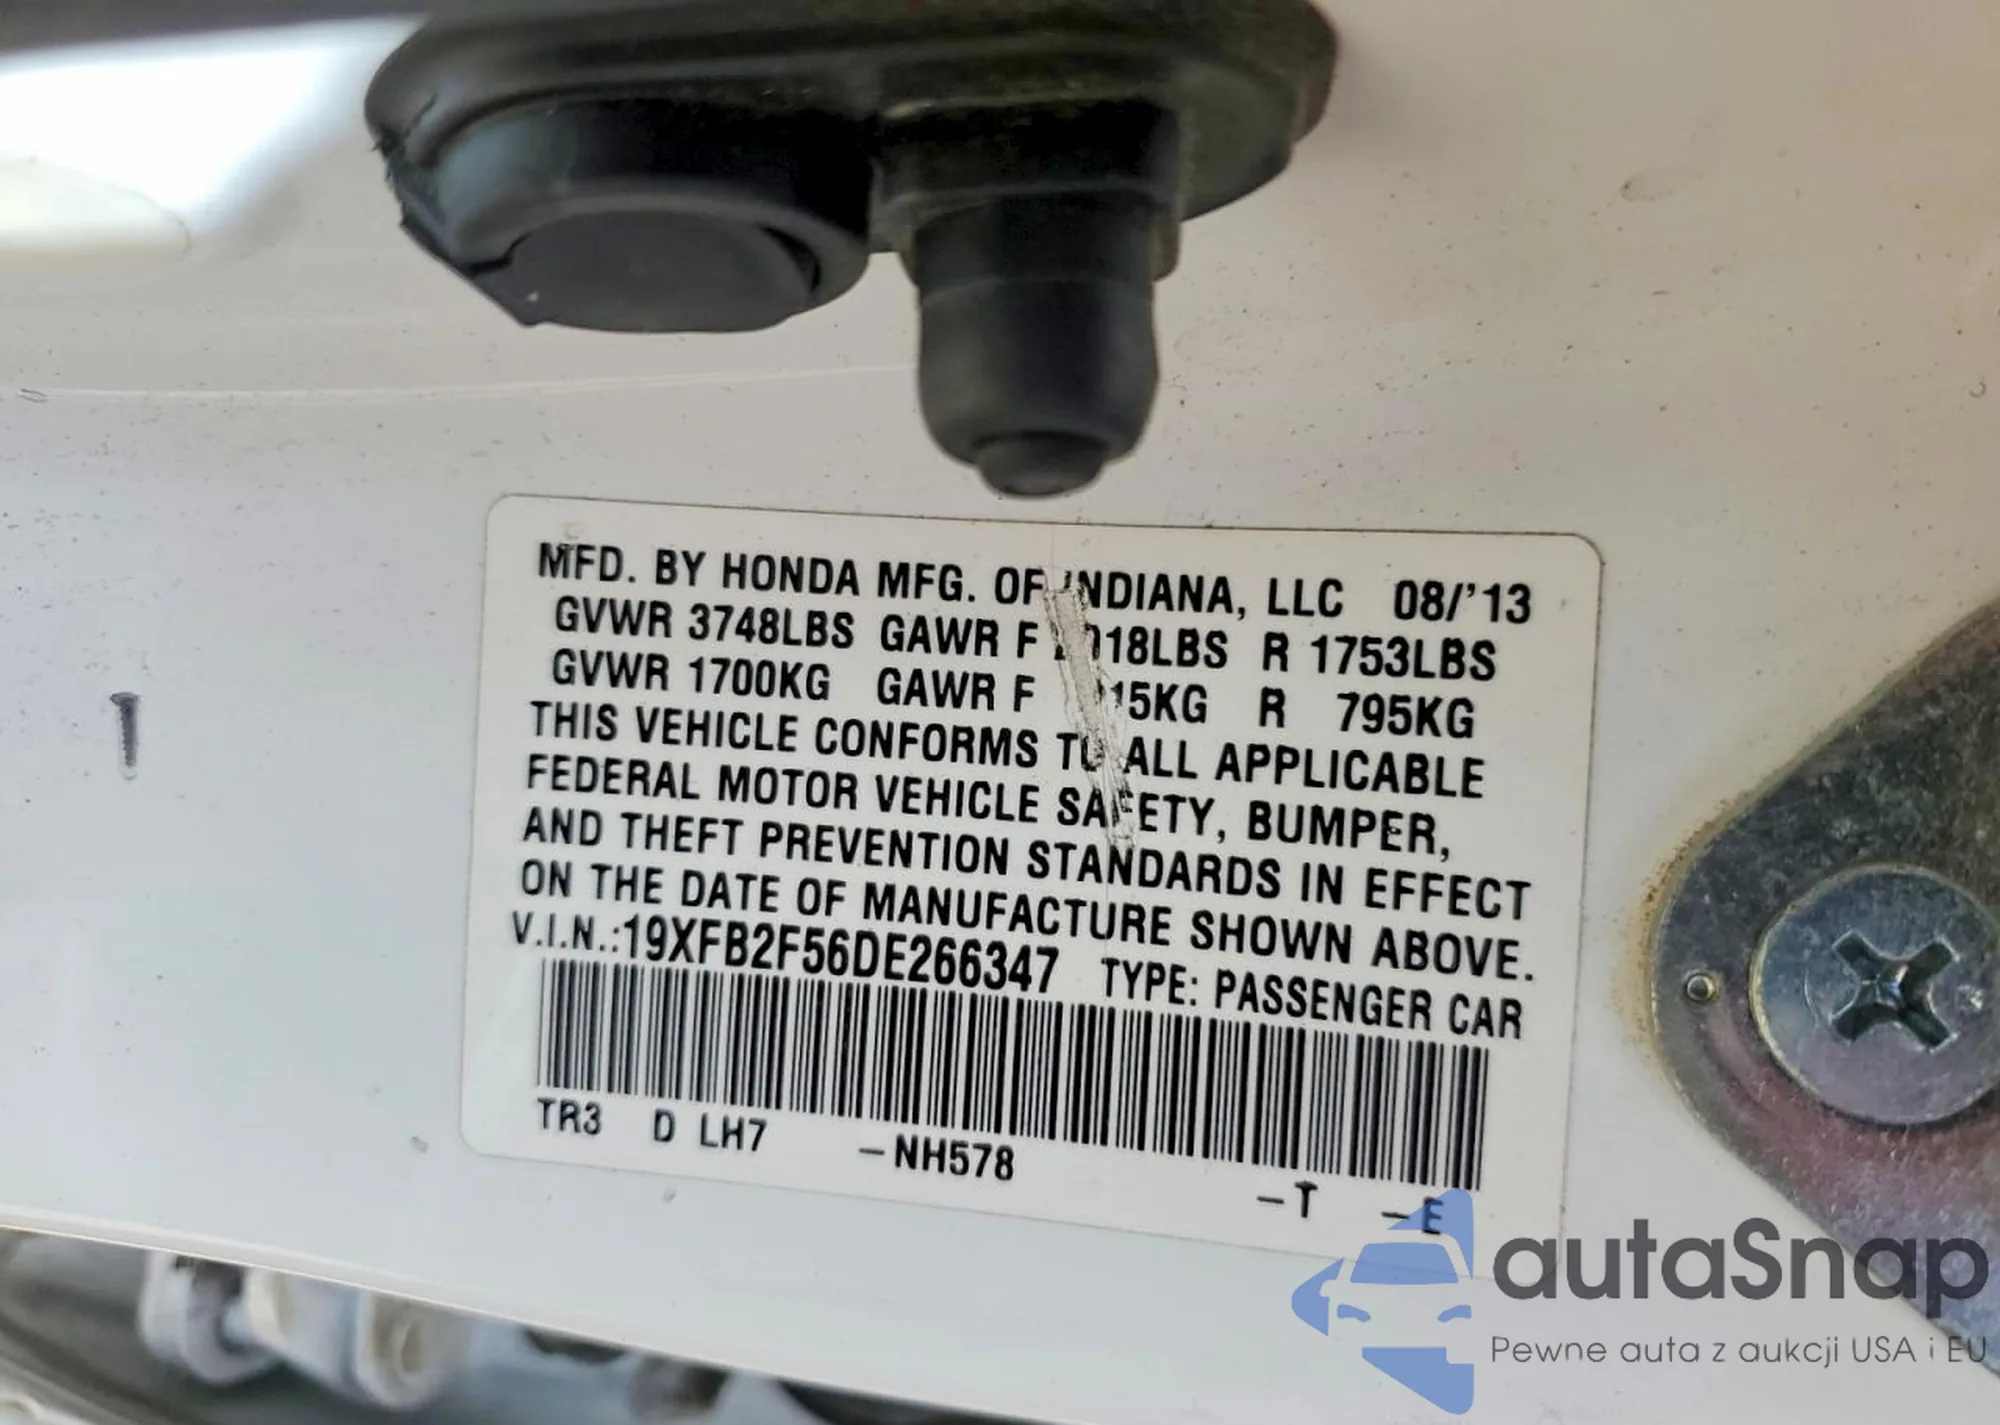 MFD. BY HONDA MFG. OF INDIANA, LLC 08/'13
GVWR 3748LBS GAWR F R 1753LBS
GVWR 1700KG GAWR F R 795KG
THIS VEHICLE CONFORMS TO ALL APPLICABLE
FEDERAL MOTOR VEHICLE SAFETY, BUMPER,
AND THEFT PREVENTION STANDARDS IN EFFECT
ON THE DATE OF MANUFACTURE SHOWN ABOVE.
V.I.N.:19XFB2F56DE266347 TYPE: PASSENGER CAR
TR3 D LH7 –NH578 –T –E
autaSnap
Pewne auta z aukcji USA i EU